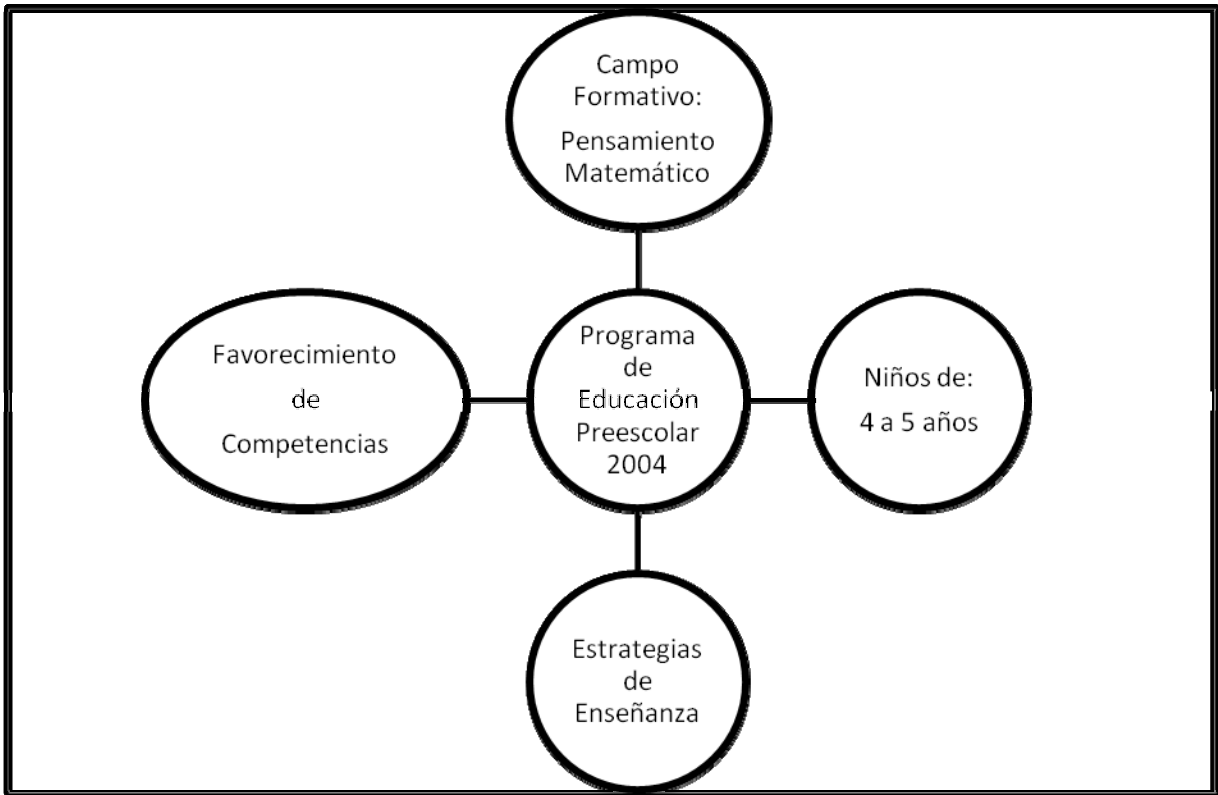 Campo
Formativo:
Pensamiento
Matemático
Favorecimiento
de
Competencias
Programa
de
Educación
Preescolar
2004
Niños de:
4 a 5 años
Estrategias
de
Enseñanza